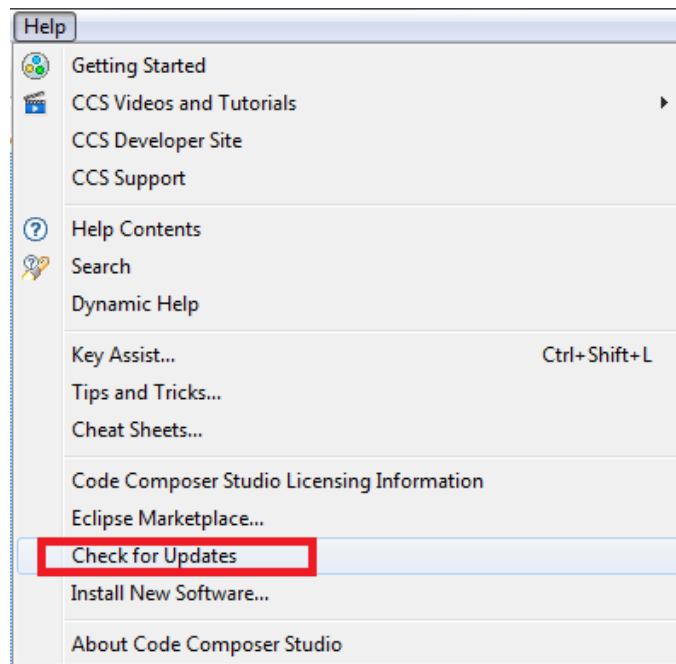 Help
Getting Started
CCS Videos and Tutorials
CCS Developer Site
CCS Support
Help Contents
Search
Dynamic Help
Key Assist... Ctrl+Shift+L
Tips and Tricks...
Cheat Sheets...
Code Composer Studio Licensing Information
Eclipse Marketplace...
Check for Updates
Install New Software...
About Code Composer Studio